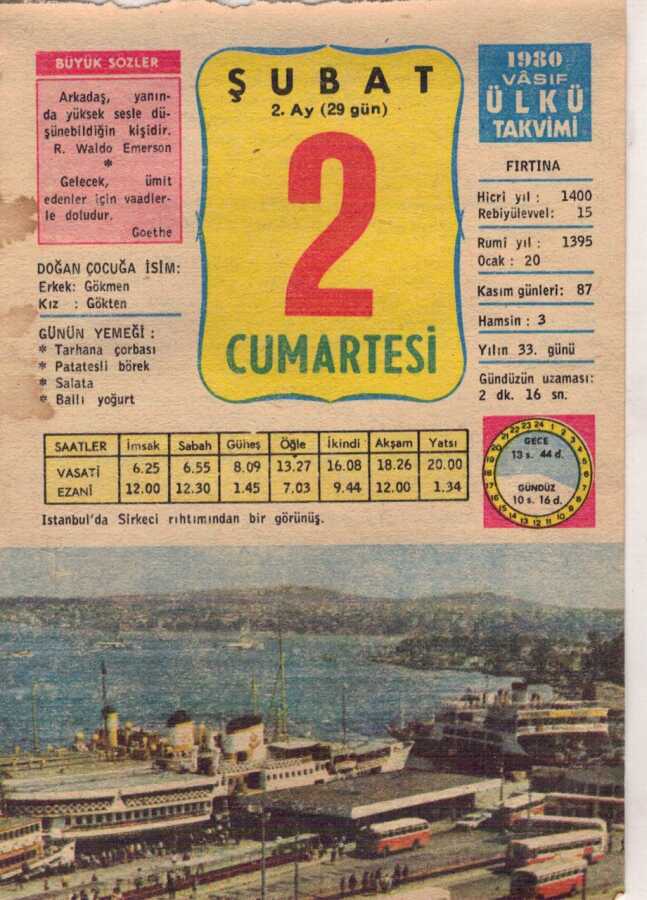 BÜYÜK SÖZLER
Arkadaş, yanın-
da yüksek sesle dü-
şünebildiğin kişidir.
R. Waldo Emerson
*
Gelecek, ümit
edenler için vaadler-
le doludur.
Goethe
DOĞAN ÇOCUĞA İSİM:
Erkek: Gökmen
Kız : Gökten
GÜNÜN YEMEĞİ :
* Tarhana çorbası
* Patatesli börek
* Salata
* Ballı yoğurt
ŞUBAT
2. Ay (29 gün)
2
CUMARTESİ
1980
VÂSIF
ÜLKÜ
TAKVİMİ
FIRTINA
Hicri yıl : 1400
Rebiyülevvel: 15
Rumi yıl : 1395
Ocak : 20
Kasım günleri: 87
Hamsin : 3
Yılın 33. günü
Gündüzün uzaması:
2 dk. 16 sn.
SAATLER İmsak Sabah Güneş Öğle İkindi Akşam Yatsı
VASATİ 6.25 6.55 8.09 13.27 16.08 18.26 20.00
EZANİ 12.00 12.30 1.45 7.03 9.44 12.00 1.34
GECE
13 s. 44 d.
GÜNDÜZ
10 s. 16 d.
Istanbul'da Sirkeci rıhtımından bir görünüş.